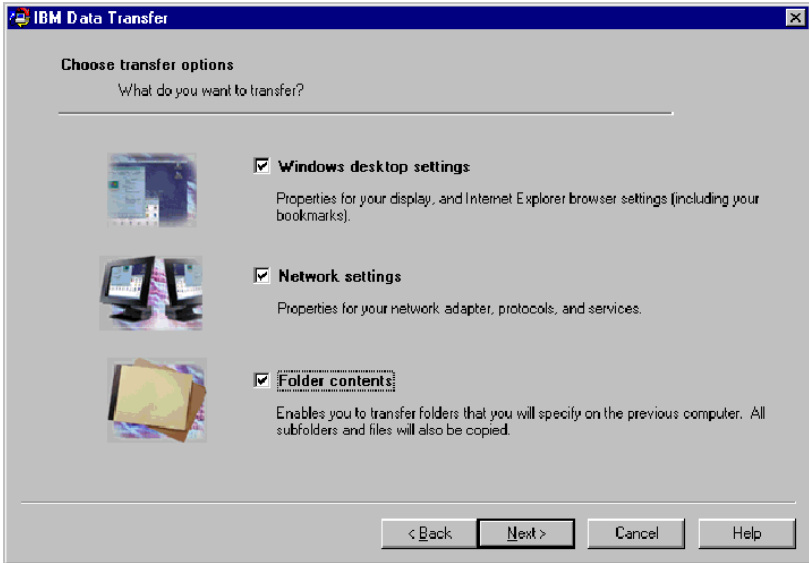 IBM Data Transfer
Choose transfer options
What do you want to transfer?
Windows desktop settings
Properties for your display, and Internet Explorer browser settings (including your
bookmarks).
Network settings
Properties for your network adapter, protocols, and services.
Folder contents
Enables you to transfer folders that you will specify on the previous computer. All
subfolders and files will also be copied.
< Back Next > Cancel Help